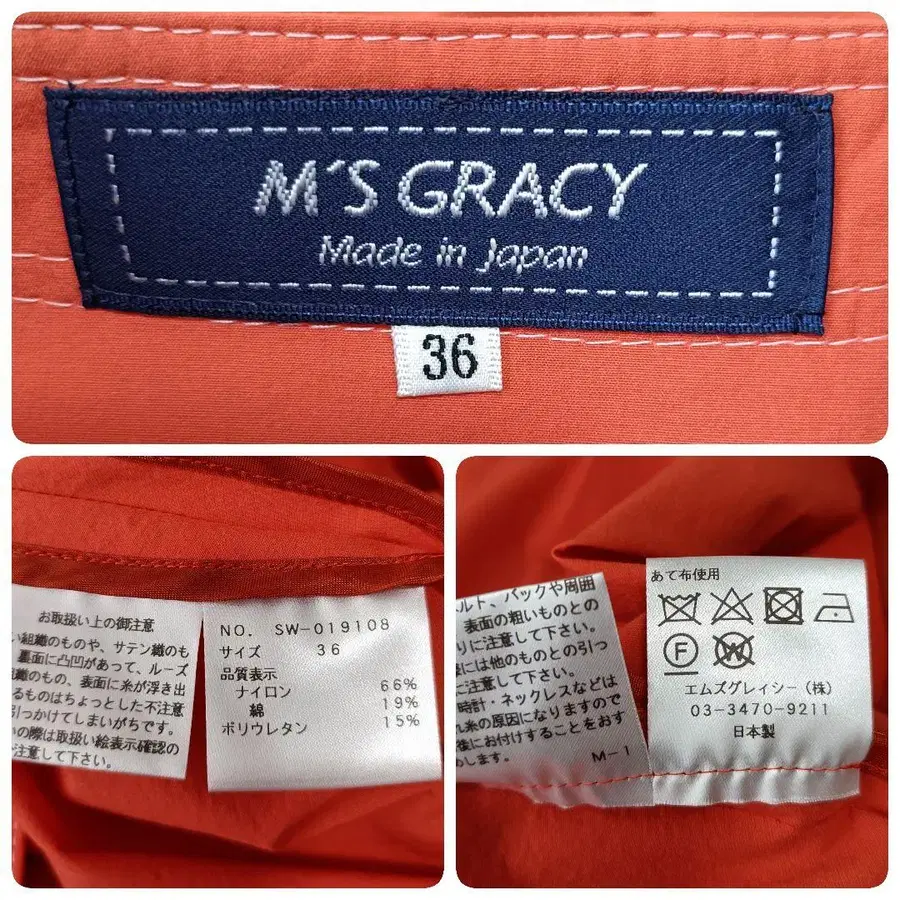 M'S GRACY
Made in Japan
36
お取扱い上の御注意
い組織のものや、サテン織のも
裏面に凸凹があって、ルーズ
組織のもの、表面に糸が浮き出
るものはちょっとした不注意
引っかけてしまいがちです。
いの際は取扱い絵表示確認の
注意して下さい。
NO. SW-019108
サイズ 36
品質表示
ナイロン 66%
綿 19%
ポリウレタン 15%
ベルト、バックや周囲
表面の粗いものとの
りに注意して下さい。
には他のものとの引っ
に注意して下さい。
時計・ネックレスなどは
れ糸の原因になりますので
後にお付けすることをおす
めします。 M-1
あて布使用
F
W
エムズグレイシー(株)
03-3470-9211
日本製